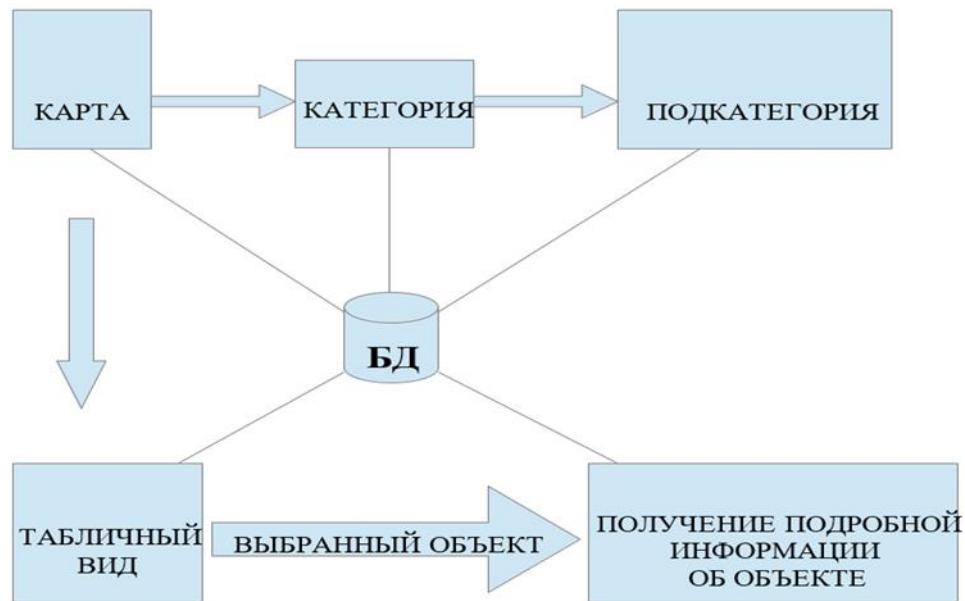 КАРТА
КАТЕГОРИЯ
ПОДКАТЕГОРИЯ
БД
ТАБЛИЧНЫЙ
ВИД
ВЫБРАННЫЙ ОБЪЕКТ
ПОЛУЧЕНИЕ ПОДРОБНОЙ
ИНФОРМАЦИИ
ОБ ОБЪЕКТЕ